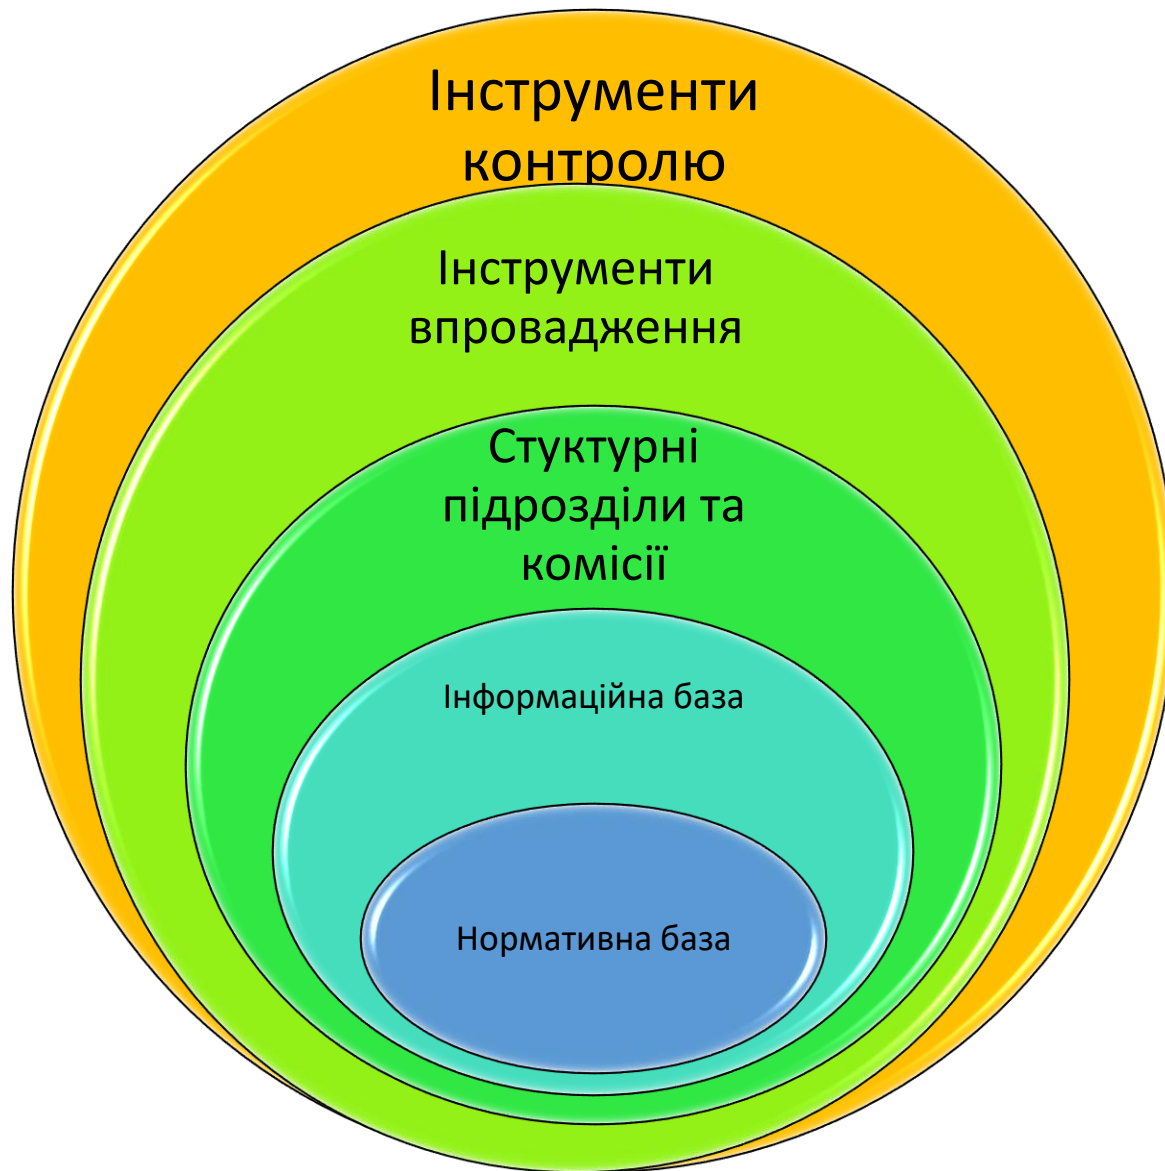 Інструменти
контролю
Інструменти
впровадження
Стуктурні
підрозділи та
комісії
Інформаційна база
Нормативна база